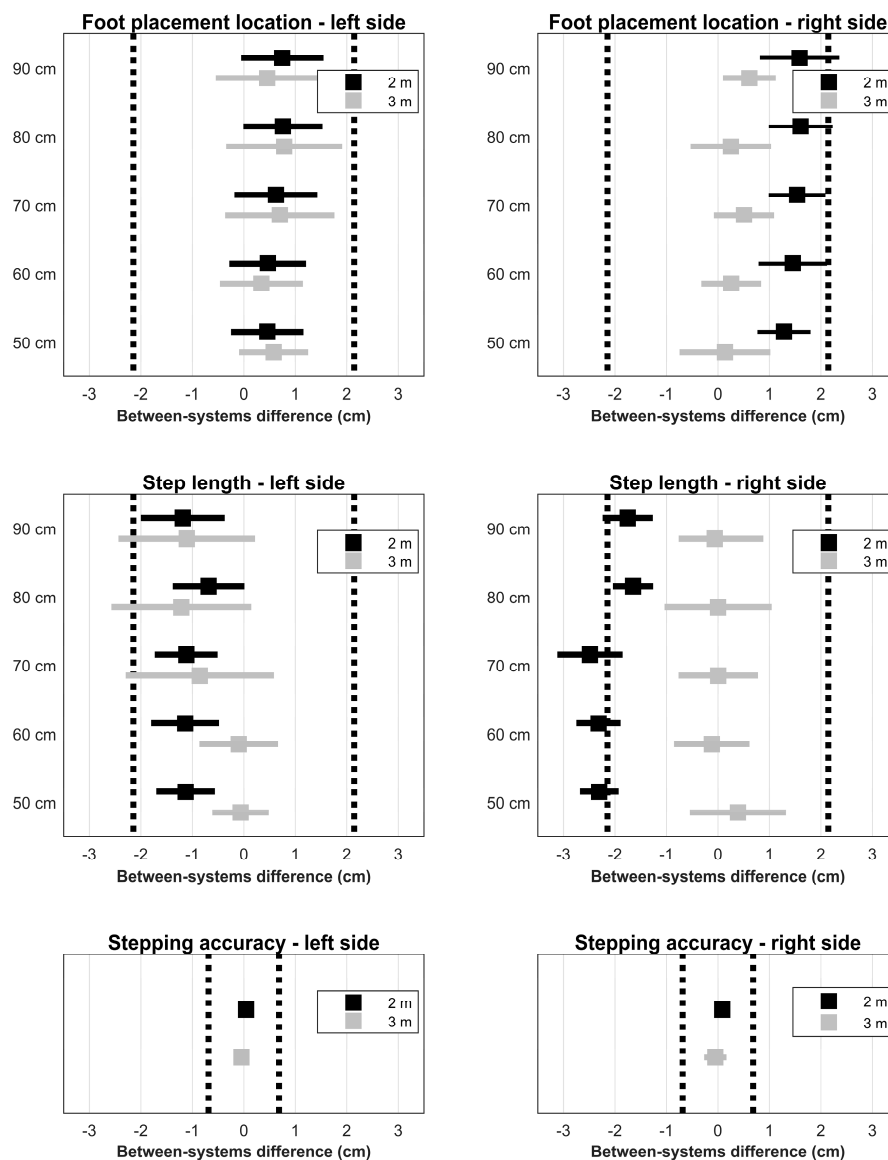 Foot placement location - left side
90 cm
80 cm
70 cm
60 cm
50 cm
2 m
3 m
-3 -2 -1 0 1 2 3
Between-systems difference (cm)
Foot placement location - right side
90 cm
80 cm
70 cm
60 cm
50 cm
2 m
3 m
-3 -2 -1 0 1 2 3
Between-systems difference (cm)
Step length - left side
90 cm
80 cm
70 cm
60 cm
50 cm
2 m
3 m
-3 -2 -1 0 1 2 3
Between-systems difference (cm)
Step length - right side
90 cm
80 cm
70 cm
60 cm
50 cm
2 m
3 m
-3 -2 -1 0 1 2 3
Between-systems difference (cm)
Stepping accuracy - left side
2 m
3 m
-3 -2 -1 0 1 2 3
Between-systems difference (cm)
Stepping accuracy - right side
2 m
3 m
-3 -2 -1 0 1 2 3
Between-systems difference (cm)